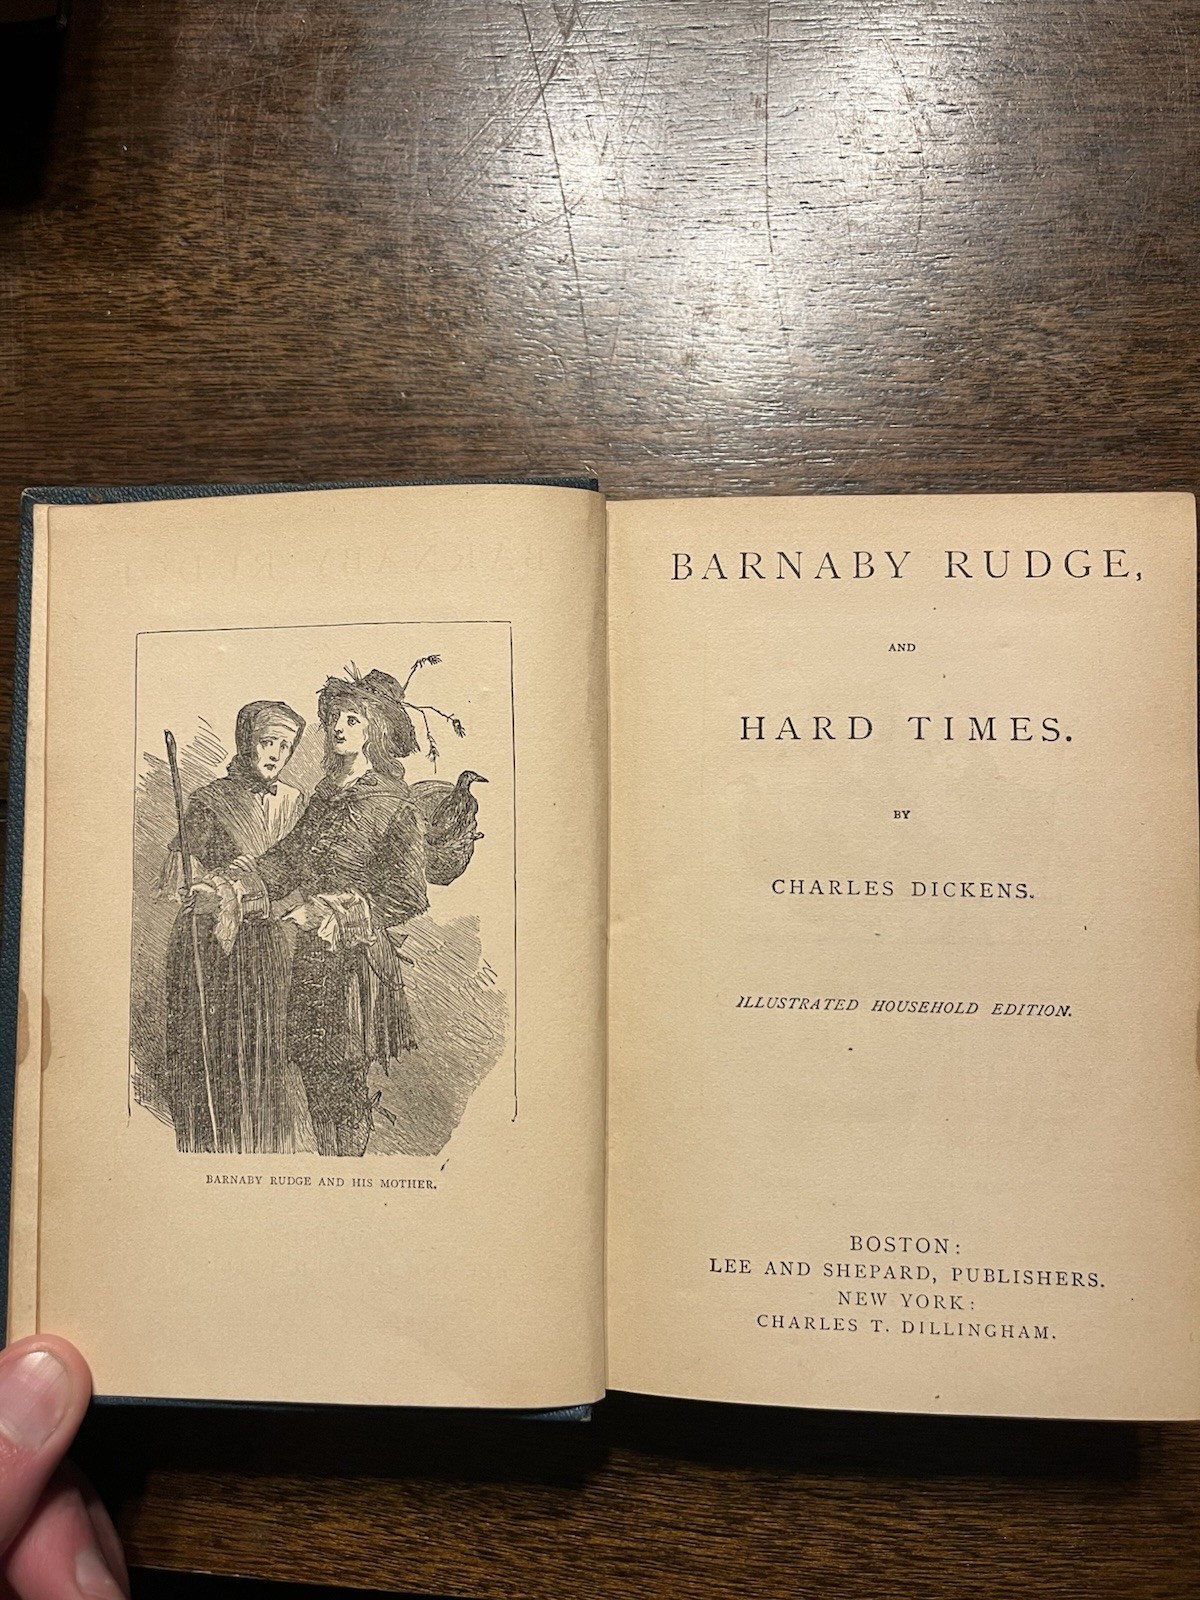 BARNABY RUDGE AND HIS MOTHER.
BARNABY RUDGE,
AND
HARD TIMES.
BY
CHARLES DICKENS.
ILLUSTRATED HOUSEHOLD EDITION.
BOSTON:
LEE AND SHEPARD, PUBLISHERS.
NEW YORK:
CHARLES T. DILLINGHAM.